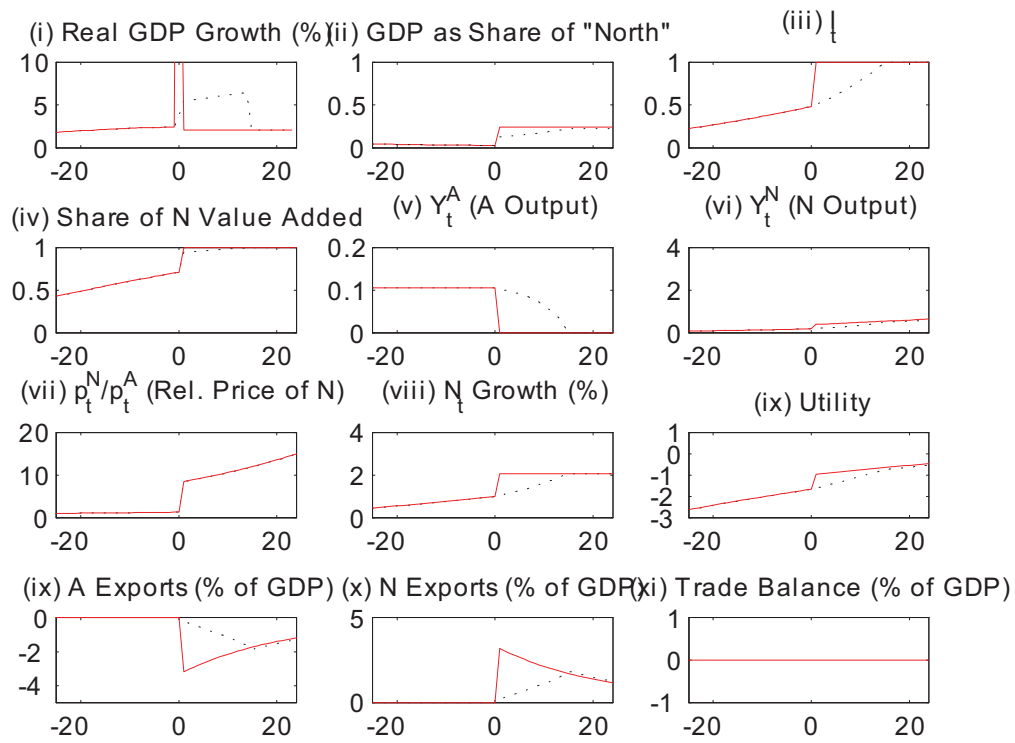 (i) Real GDP Growth (%)
(ii) GDP as Share of "North"
(iii) l_t
10
5
0
-20 0 20
1
0.5
0
-20 0 20
1
0.5
0
-20 0 20
(iv) Share of N Value Added
(v) Y_t^A (A Output)
(vi) Y_t^N (N Output)
1
0.5
0
-20 0 20
0.2
0.1
0
-20 0 20
4
2
0
-20 0 20
(vii) p_t^N/p_t^A (Rel. Price of N)
(viii) N_t Growth (%)
(ix) Utility
20
10
0
-20 0 20
4
2
0
-20 0 20
1
0
-1
-2
-3
-20 0 20
(ix) A Exports (% of GDP)
(x) N Exports (% of GDP)
(xi) Trade Balance (% of GDP)
0
-2
-4
-20 0 20
5
0
-20 0 20
1
0
-1
-20 0 20